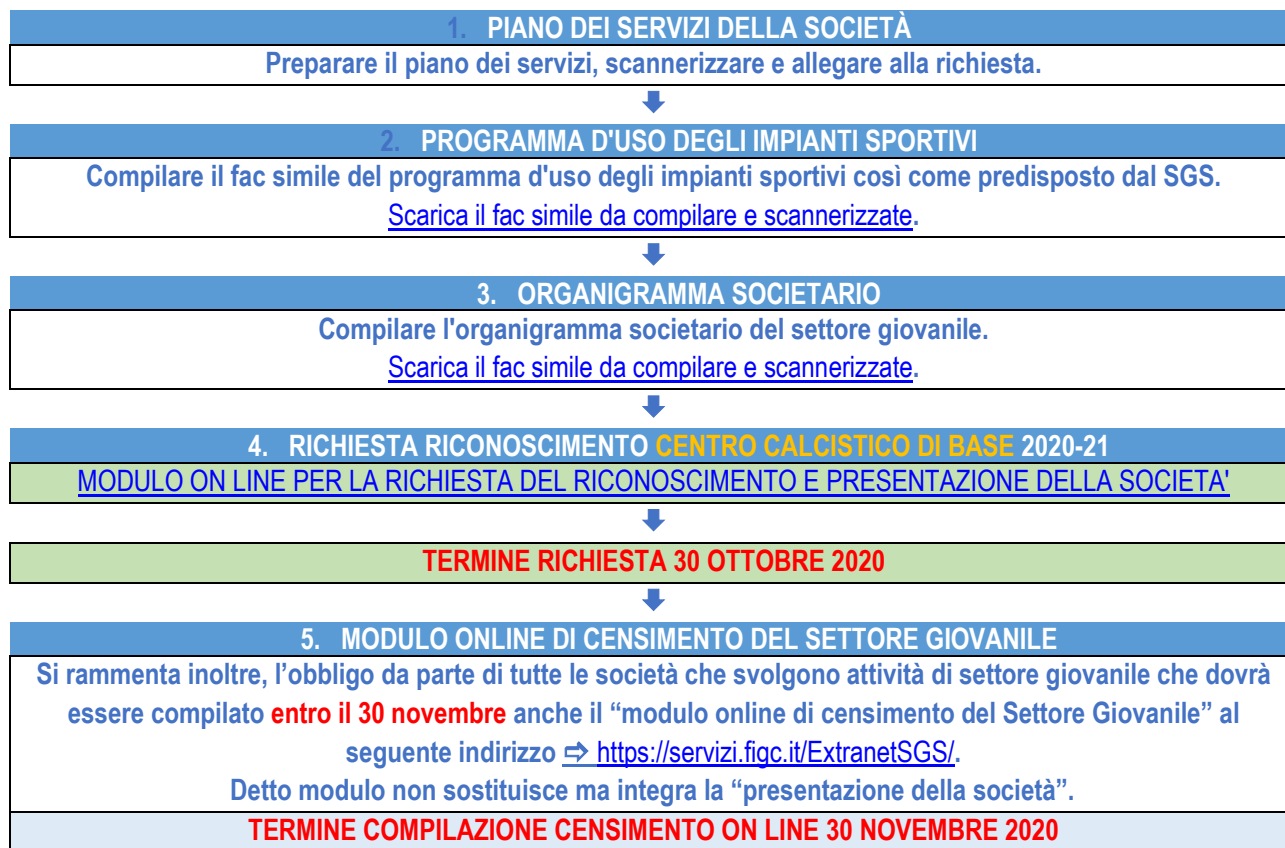 1. PIANO DEI SERVIZI DELLA SOCIETÀ
Preparare il piano dei servizi, scannerizzare e allegare alla richiesta.
2. PROGRAMMA D'USO DEGLI IMPIANTI SPORTIVI
Compilare il fac simile del programma d'uso degli impianti sportivi così come predisposto dal SGS.
Scarica il fac simile da compilare e scannerizzate.
3. ORGANIGRAMMA SOCIETARIO
Compilare l'organigramma societario del settore giovanile.
Scarica il fac simile da compilare e scannerizzate.
4. RICHIESTA RICONOSCIMENTO CENTRO CALCISTICO DI BASE 2020-21
MODULO ON LINE PER LA RICHIESTA DEL RICONOSCIMENTO E PRESENTAZIONE DELLA SOCIETA'
TERMINE RICHIESTA 30 OTTOBRE 2020
5. MODULO ONLINE DI CENSIMENTO DEL SETTORE GIOVANILE
Si rammenta inoltre, l’obbligo da parte di tutte le società che svolgono attività di settore giovanile che dovrà
essere compilato entro il 30 novembre anche il “modulo online di censimento del Settore Giovanile” al
seguente indirizzo ⇨ https://servizi.figc.it/ExtranetSGS/.
Detto modulo non sostituisce ma integra la “presentazione della società”.
TERMINE COMPILAZIONE CENSIMENTO ON LINE 30 NOVEMBRE 2020